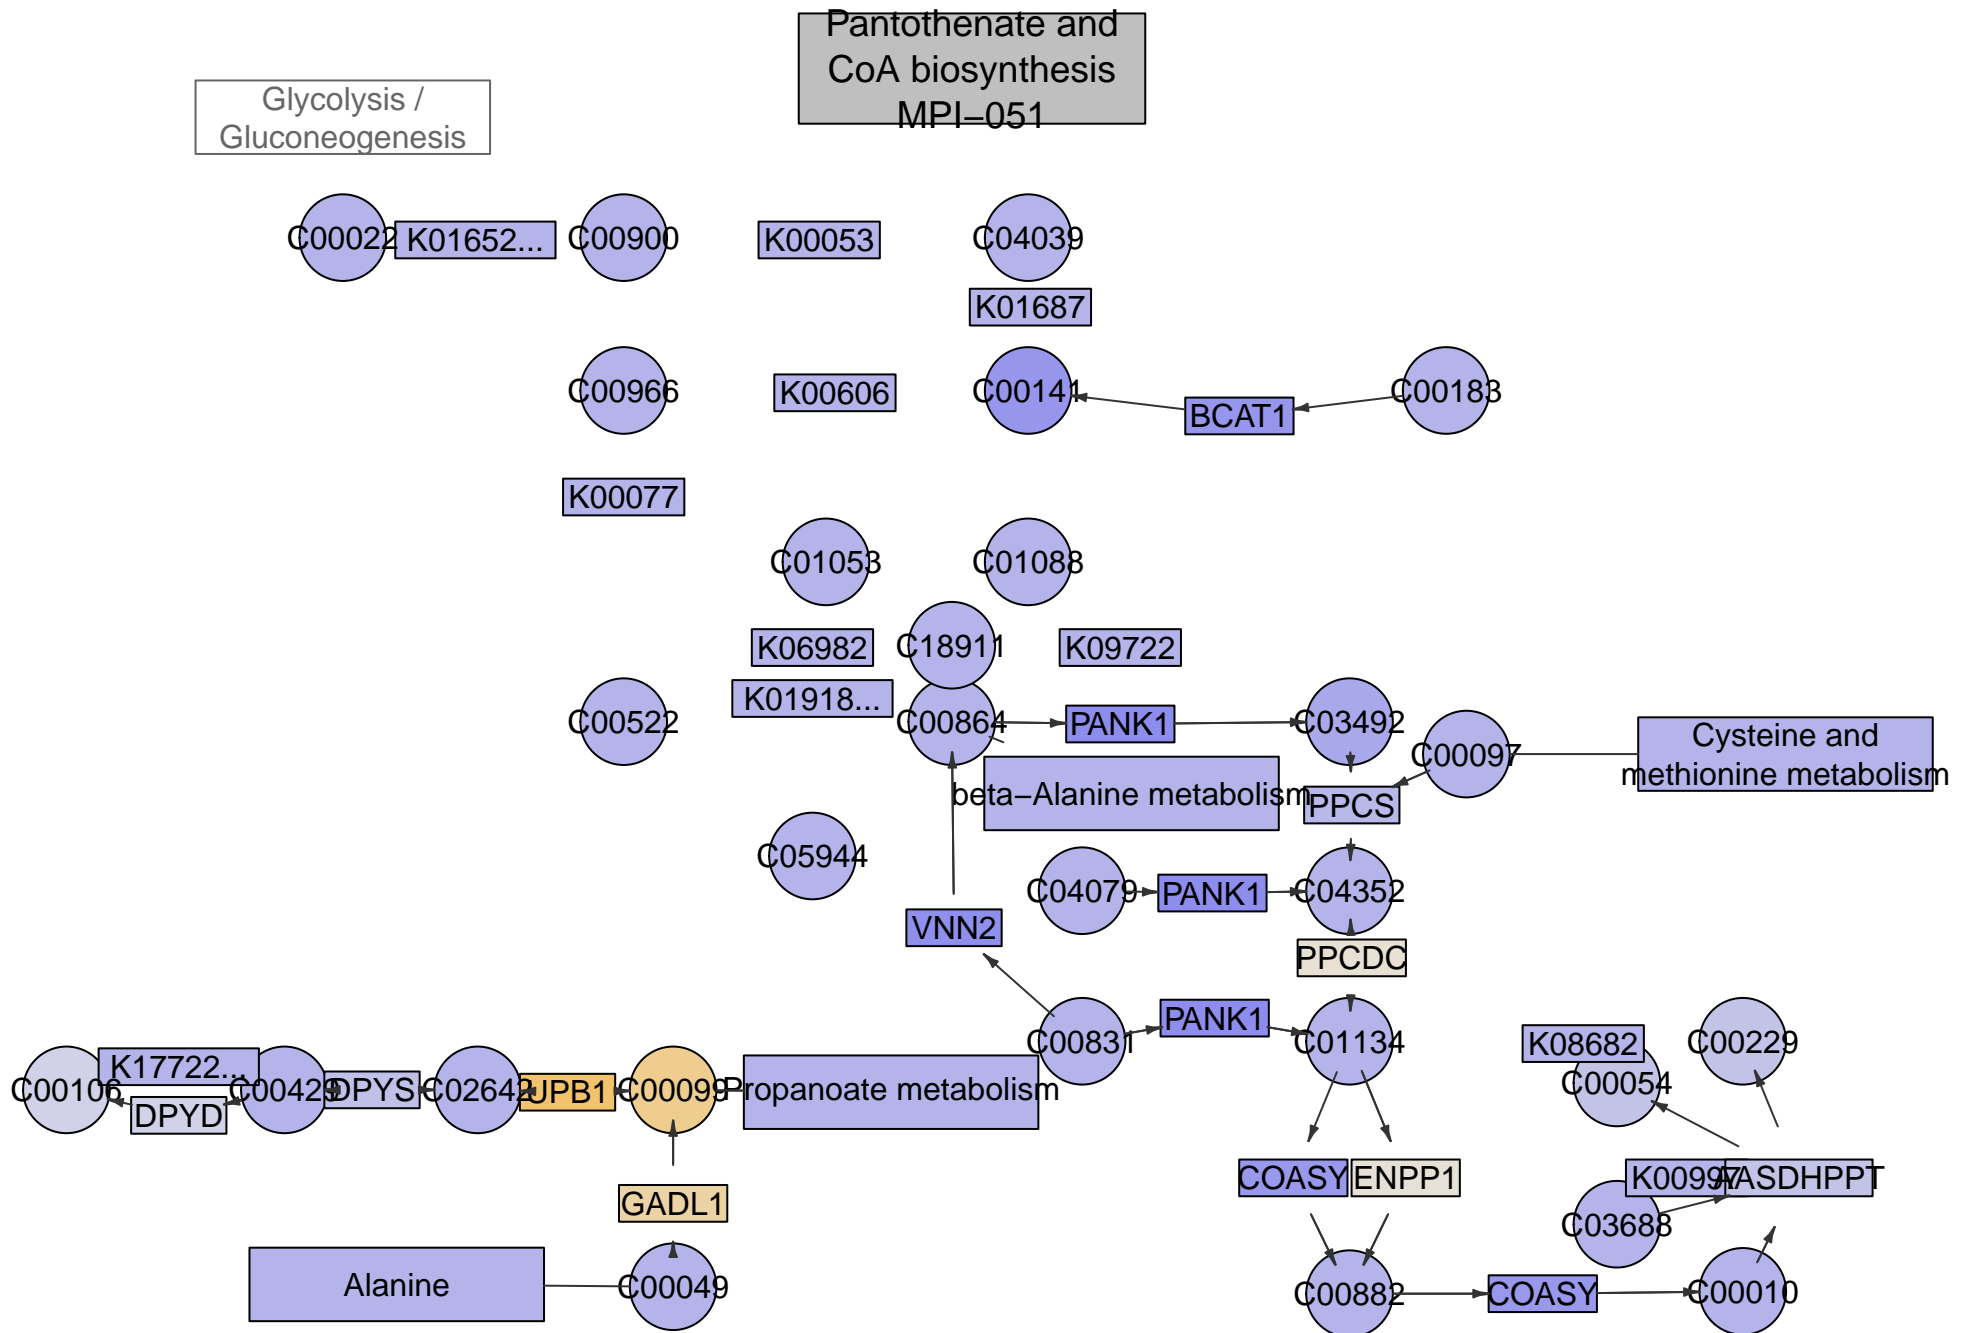 Pantothenate and
CoA biosynthesis
MPI−051
Glycolysis /
Gluconeogenesis
C00022
K01652...
C00900
K00053
C04039
K01687
C00966
K00606
C00141
BCAT1
C00183
K00077
C01053
C01088
K06982
C18911
K09722
K01918...
C00522
C00864
PANK1
C03492
C00097
Cysteine and
methionine metabolism
beta−Alanine metabolism
PPCS
C05944
C04079
PANK1
C04352
VNN2
PPCDC
C00831
PANK1
C01134
K08682
C00229
C00054
C00106
K17722...
DPYD
C00429
DPYS
C02642
UPB1
C00099
Propanoate metabolism
COASY
ENPP1
K00997
AASDHPPT
GADL1
C03688
Alanine
C00049
C00882
COASY
C00010